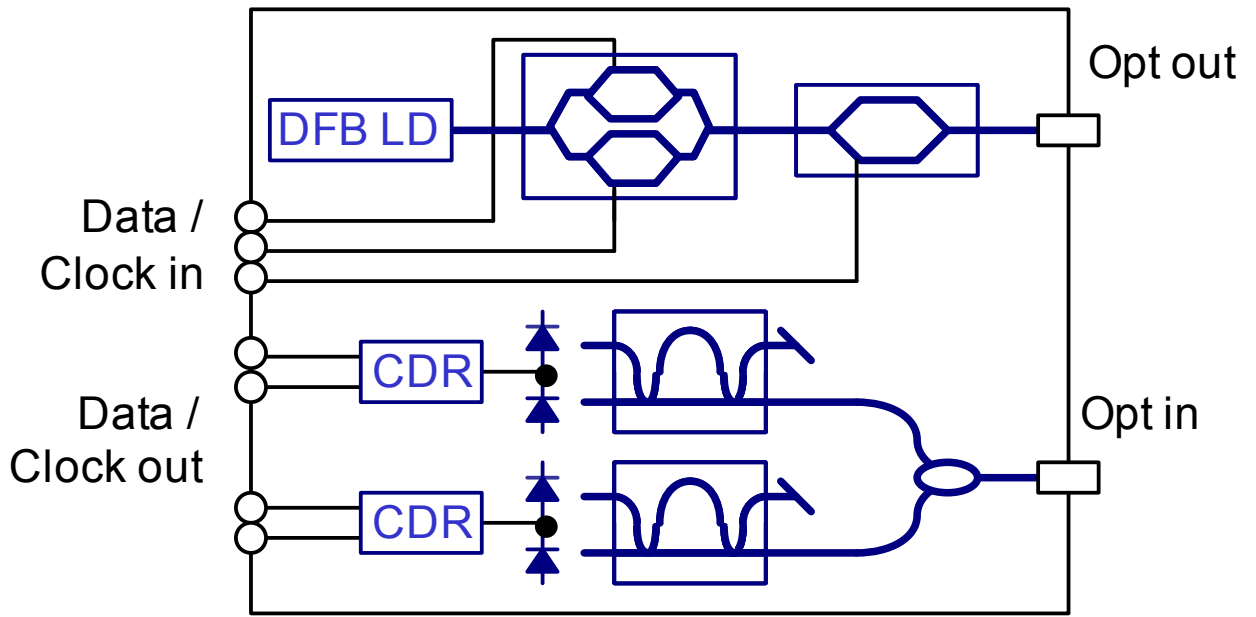 Opt out
DFB LD
Data /
Clock in
CDR
Data /
Clock out
Opt in
CDR